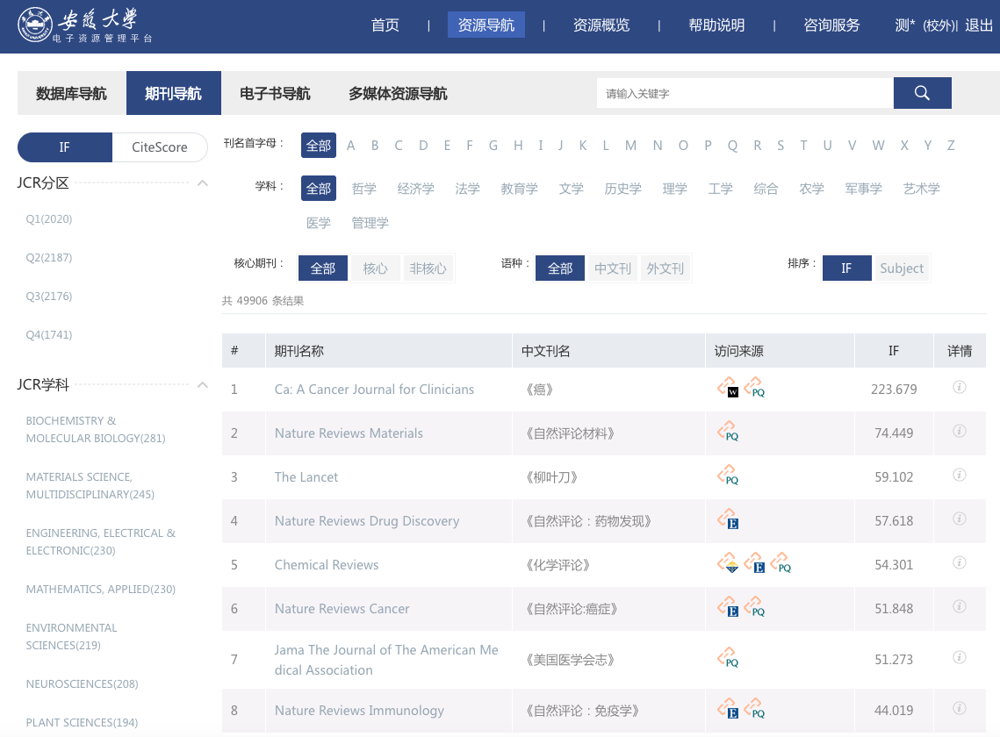 安徽大学
电子资源管理平台
首页 | 资源导航 | 资源概览 | 帮助说明 | 咨询服务 测* (校外)| 退出
数据库导航 期刊导航 电子书导航 多媒体资源导航 请输入关键字
IF CiteScore
刊名首字母： 全部 A B C D E F G H I J K L M N O P Q R S T U V W X Y Z
JCR分区
学科： 全部 哲学 经济学 法学 教育学 文学 历史学 理学 工学 综合 农学 军事学 艺术学
医学 管理学
Q1(2020)
Q2(2187)
Q3(2176)
Q4(1741)
核心期刊： 全部 核心 非核心 语种： 全部 中文刊 外文刊 排序： IF Subject
共 49906 条结果
JCR学科
BIOCHEMISTRY &
MOLECULAR BIOLOGY(281)
MATERIALS SCIENCE,
MULTIDISCIPLINARY(245)
ENGINEERING, ELECTRICAL &
ELECTRONIC(230)
MATHEMATICS, APPLIED(230)
ENVIRONMENTAL
SCIENCES(219)
NEUROSCIENCES(208)
PLANT SCIENCES(194)
# 期刊名称 中文刊名 访问来源 IF 详情
1 Ca: A Cancer Journal for Clinicians 《癌》 W PQ 223.679
2 Nature Reviews Materials 《自然评论材料》 PQ 74.449
3 The Lancet 《柳叶刀》 PQ 59.102
4 Nature Reviews Drug Discovery 《自然评论：药物发现》 E 57.618
5 Chemical Reviews 《化学评论》 E PQ 54.301
6 Nature Reviews Cancer 《自然评论:癌症》 E PQ 51.848
7 Jama The Journal of The American Me
dical Association 《美国医学会志》 PQ 51.273
8 Nature Reviews Immunology 《自然评论：免疫学》 E PQ 44.019